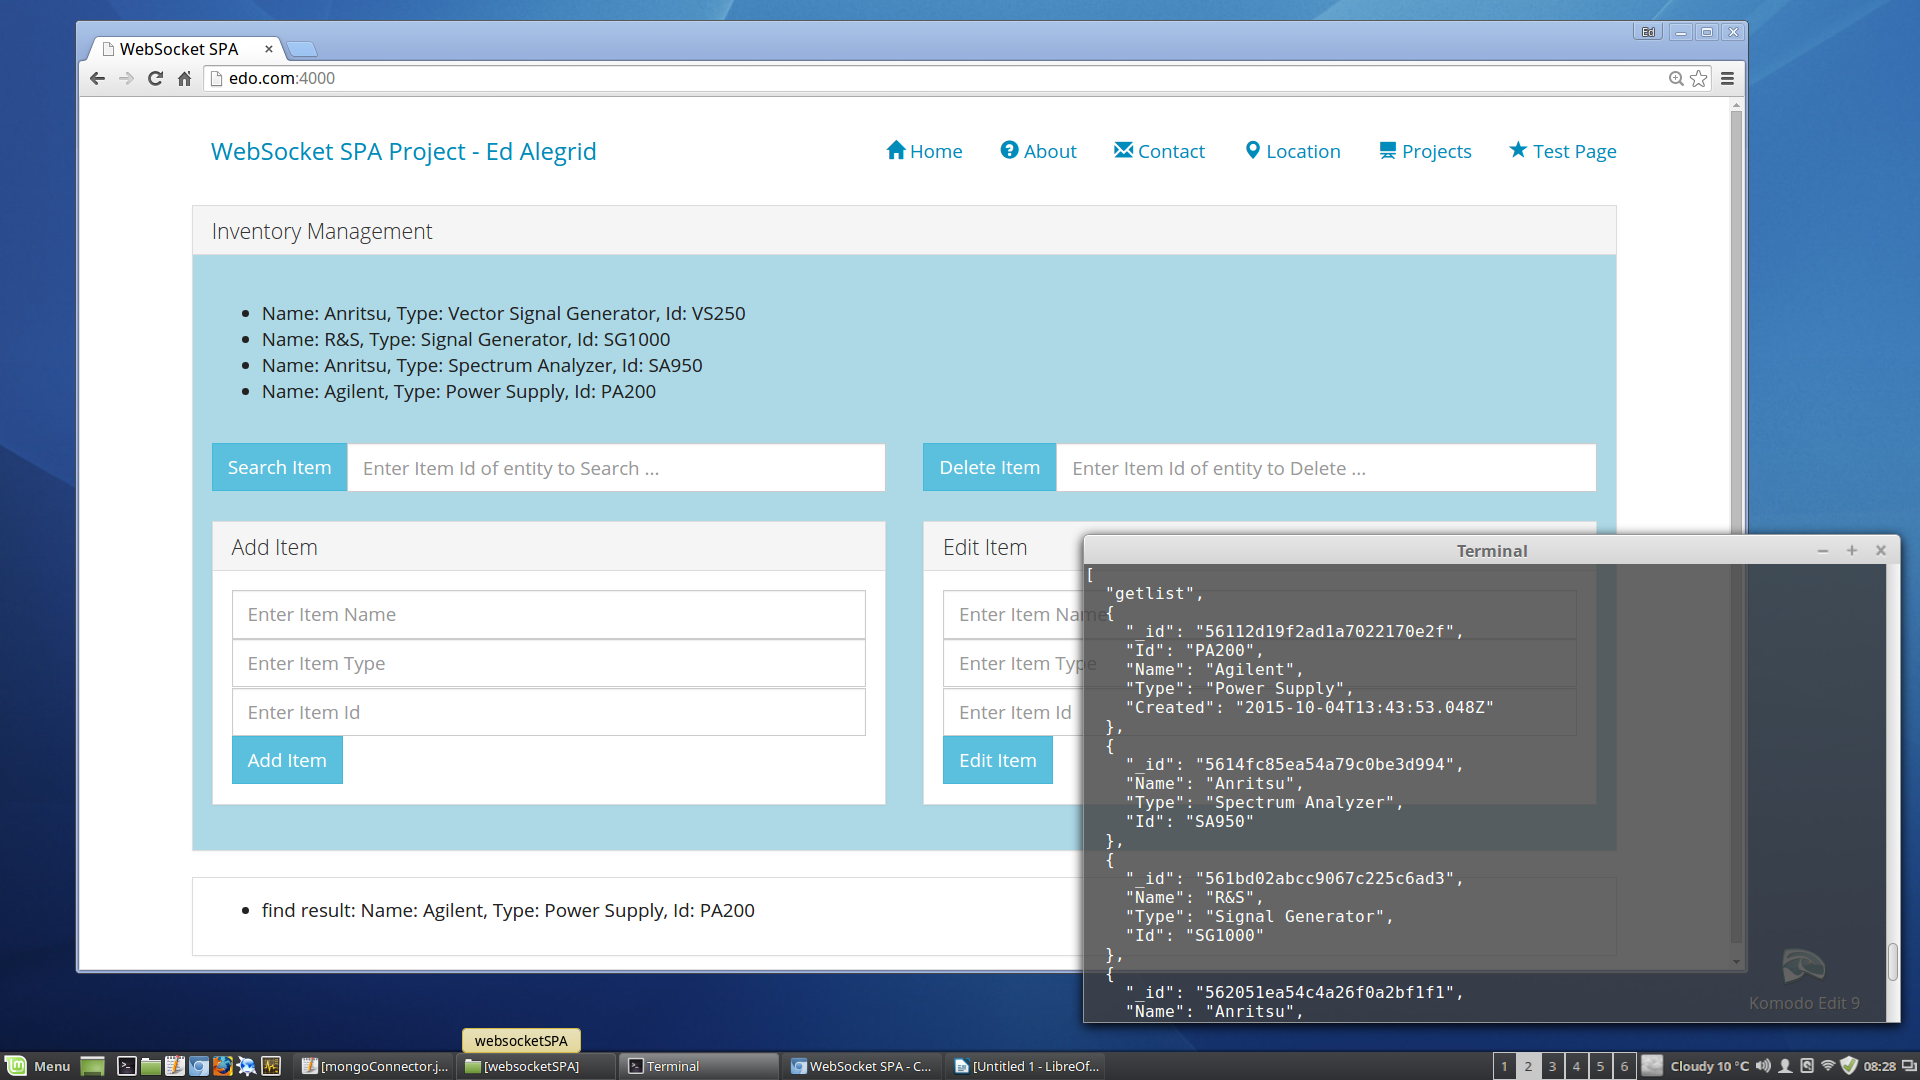 Ed
WebSocket SPA
edo.com:4000
WebSocket SPA Project - Ed Alegrid
Home About Contact Location Projects Test Page
Inventory Management
Name: Anritsu, Type: Vector Signal Generator, Id: VS250
Name: R&S, Type: Signal Generator, Id: SG1000
Name: Anritsu, Type: Spectrum Analyzer, Id: SA950
Name: Agilent, Type: Power Supply, Id: PA200
Search Item Enter Item Id of entity to Search ...
Delete Item Enter Item Id of entity to Delete ...
Add Item
Enter Item Name
Enter Item Type
Enter Item Id
Add Item
Edit Item
Enter Item Name
Enter Item Type
Enter Item Id
Edit Item
find result: Name: Agilent, Type: Power Supply, Id: PA200
Terminal
[
"getlist",
{
"_id": "56112d19f2ad1a7022170e2f",
"Id": "PA200",
"Name": "Agilent",
"Type": "Power Supply",
"Created": "2015-10-04T13:43:53.048Z"
},
{
"_id": "5614fc85ea54a79c0be3d994",
"Name": "Anritsu",
"Type": "Spectrum Analyzer",
"Id": "SA950"
},
{
"_id": "561bd02abcc9067c225c6ad3",
"Name": "R&S",
"Type": "Signal Generator",
"Id": "SG1000"
},
{
"_id": "562051ea54c4a26f0a2bf1f1",
"Name": "Anritsu",
Komodo Edit 9
websocketSPA
Menu [mongoConnector.j... [websocketSPA] Terminal WebSocket SPA - C... [Untitled 1 - LibreOf... 1 2 3 4 5 6 Cloudy 10 °C 08:28